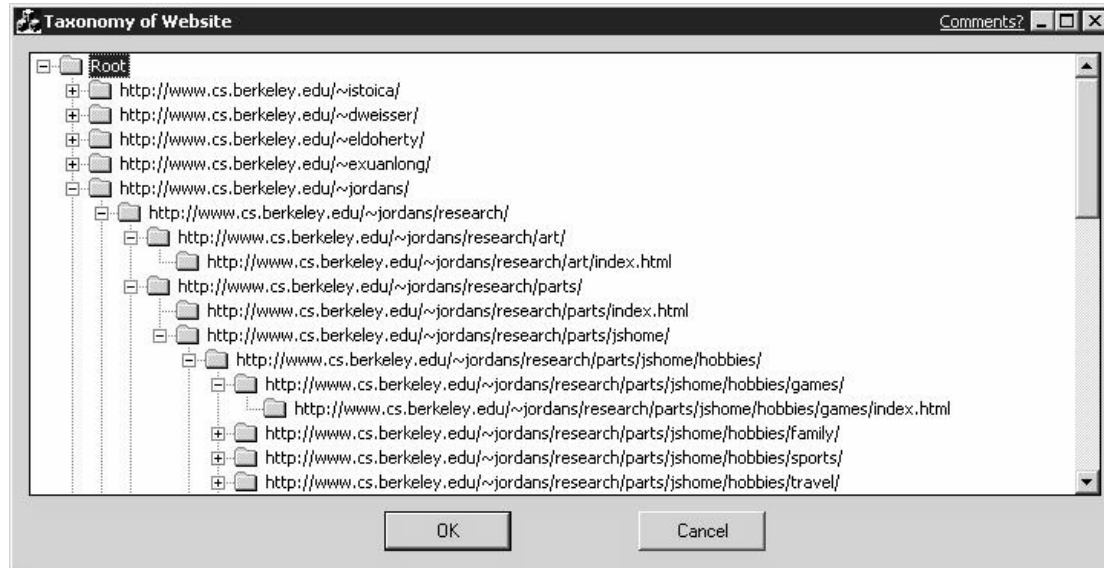 Taxonomy of Website Comments?
Root
http://www.cs.berkeley.edu/~istoica/
http://www.cs.berkeley.edu/~dweisser/
http://www.cs.berkeley.edu/~eldoherty/
http://www.cs.berkeley.edu/~exuanlong/
http://www.cs.berkeley.edu/~jordans/
http://www.cs.berkeley.edu/~jordans/research/
http://www.cs.berkeley.edu/~jordans/research/art/
http://www.cs.berkeley.edu/~jordans/research/art/index.html
http://www.cs.berkeley.edu/~jordans/research/parts/
http://www.cs.berkeley.edu/~jordans/research/parts/index.html
http://www.cs.berkeley.edu/~jordans/research/parts/jshome/
http://www.cs.berkeley.edu/~jordans/research/parts/jshome/hobbies/
http://www.cs.berkeley.edu/~jordans/research/parts/jshome/hobbies/games/
http://www.cs.berkeley.edu/~jordans/research/parts/jshome/hobbies/games/index.html
http://www.cs.berkeley.edu/~jordans/research/parts/jshome/hobbies/family/
http://www.cs.berkeley.edu/~jordans/research/parts/jshome/hobbies/sports/
http://www.cs.berkeley.edu/~jordans/research/parts/jshome/hobbies/travel/
OK Cancel